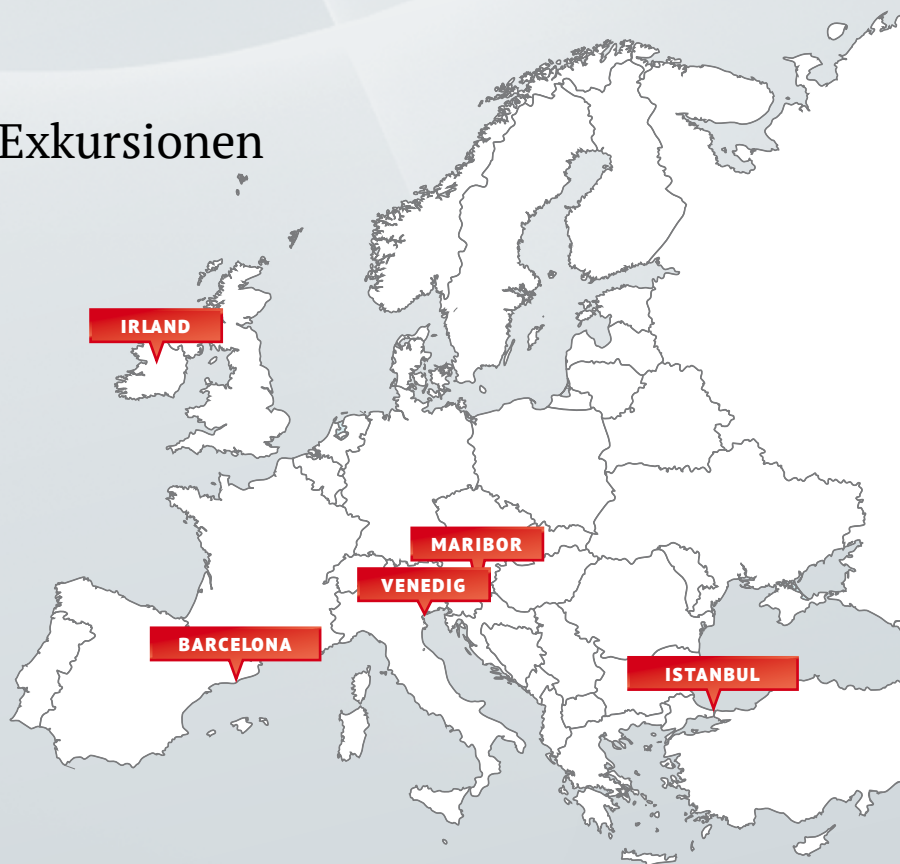 Exkursionen
IRLAND
MARIBOR
VENEDIG
BARCELONA
ISTANBUL